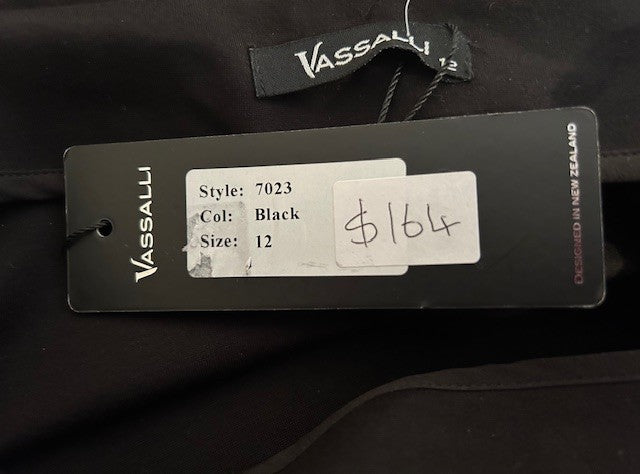 VASSALLI
12
VASSALLI
Style: 7023
Col: Black
Size: 12
$164
DESIGNED IN NEW ZEALAND